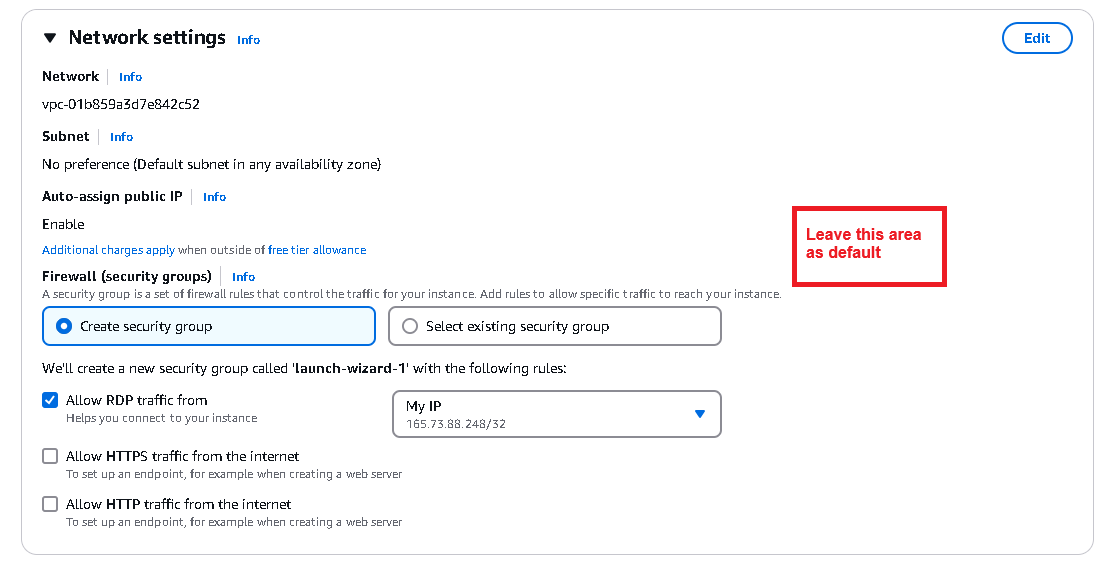 Network settings Info
Edit
Network Info
vpc-01b859a3d7e842c52
Subnet Info
No preference (Default subnet in any availability zone)
Auto-assign public IP Info
Enable
Additional charges apply when outside of free tier allowance
Leave this area
as default
Firewall (security groups) Info
A security group is a set of firewall rules that control the traffic for your instance. Add rules to allow specific traffic to reach your instance.
Create security group
Select existing security group
We'll create a new security group called 'launch-wizard-1' with the following rules:
Allow RDP traffic from
Helps you connect to your instance
My IP
165.73.88.248/32
Allow HTTPS traffic from the internet
To set up an endpoint, for example when creating a web server
Allow HTTP traffic from the internet
To set up an endpoint, for example when creating a web server